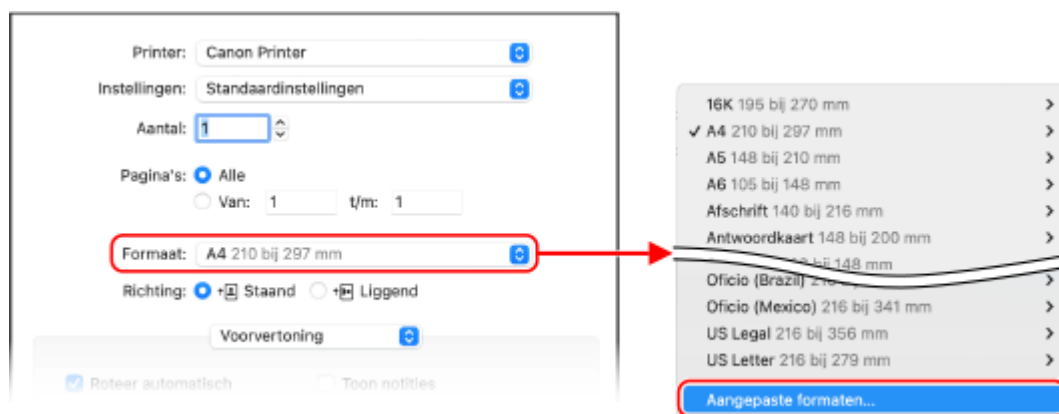 Printer: Canon Printer
Instellingen: Standaardinstellingen
Aantal: 1
Pagina's: Alle
Van: 1 t/m: 1
Formaat: A4 210 bij 297 mm
Richting: Staand Liggend
Voorvertoning
Roteer automatisch Toon notities
16K 195 bij 270 mm
✓ A4 210 bij 297 mm
A5 148 bij 210 mm
A6 105 bij 148 mm
Afschrift 140 bij 216 mm
Antwoordkaart 148 bij 200 mm
148 mm
Oficio (Brazil)
Oficio (Mexico) 216 bij 341 mm
US Legal 216 bij 356 mm
US Letter 216 bij 279 mm
Aangepaste formaten...